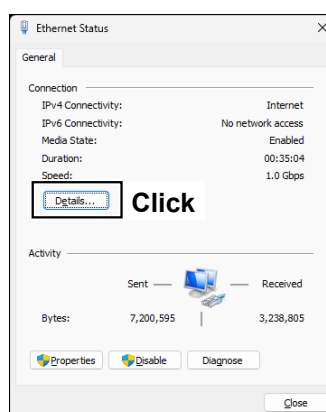 Ethernet Status
General
Connection
IPv4 Connectivity: Internet
IPv6 Connectivity: No network access
Media State: Enabled
Duration: 00:35:04
Speed: 1.0 Gbps
Details... Click
Activity
Sent Received
Bytes: 7,200,595 3,238,805
Properties Disable Diagnose
Close